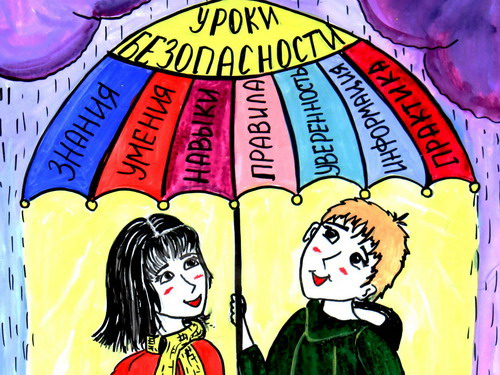 УРОКИ
БЕЗОПАСНОСТИ
ЗНАНИЯ
УМЕНИЯ
НАВЫКИ
ПРАВИЛА
УВЕРЕННОСТЬ
ИНФОРМАЦИЯ
ПРАКТИКА